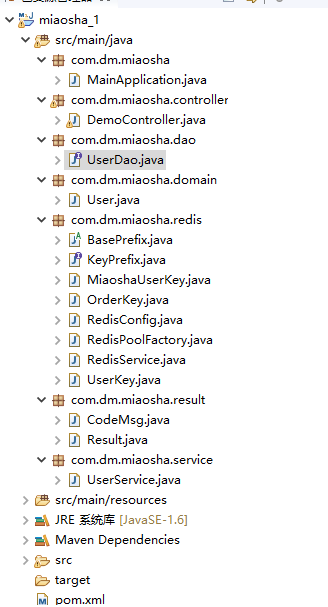 miaosha_1
src/main/java
com.dm.miaosha
MainApplication.java
com.dm.miaosha.controller
DemoController.java
com.dm.miaosha.dao
UserDao.java
com.dm.miaosha.domain
User.java
com.dm.miaosha.redis
BasePrefix.java
KeyPrefix.java
MiaoshaUserKey.java
OrderKey.java
RedisConfig.java
RedisPoolFactory.java
RedisService.java
UserKey.java
com.dm.miaosha.result
CodeMsg.java
Result.java
com.dm.miaosha.service
UserService.java
src/main/resources
JRE 系统库 [JavaSE-1.6]
Maven Dependencies
src
target
pom.xml